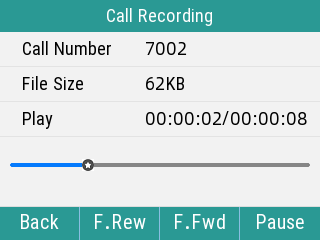 Call Recording
Call Number 7002
File Size 62KB
Play 00:00:02/00:00:08
Back F.Rew F.Fwd Pause